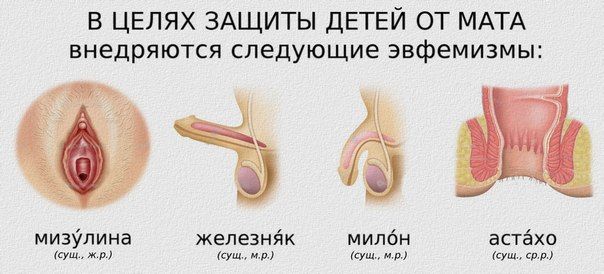 В ЦЕЛЯХ ЗАЩИТЫ ДЕТЕЙ ОТ МАТА
внедряются следующие эвфемизмы:
мизу́лина железня́к мило́н аста́хо
(сущ., ж.р.) (сущ., м.р.) (сущ., м.р.) (сущ., ср.р.)